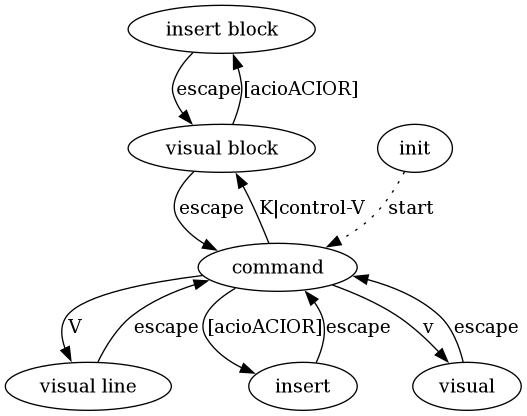 insert block
escape [acioACIOR]
visual block
init
escape K|control-V start
command
V escape [acioACIOR] escape v escape
visual line insert visual